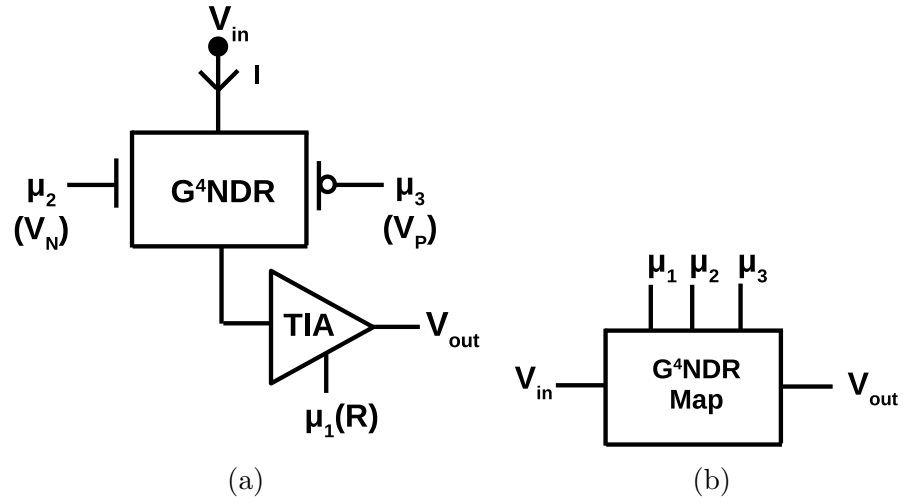 V_in
I
G⁴NDR
μ₂
(V_N)
μ₃
(V_P)
TIA
V_out
μ₁(R)
(a)
μ₁ μ₂ μ₃
V_in
G⁴NDR
Map
V_out
(b)